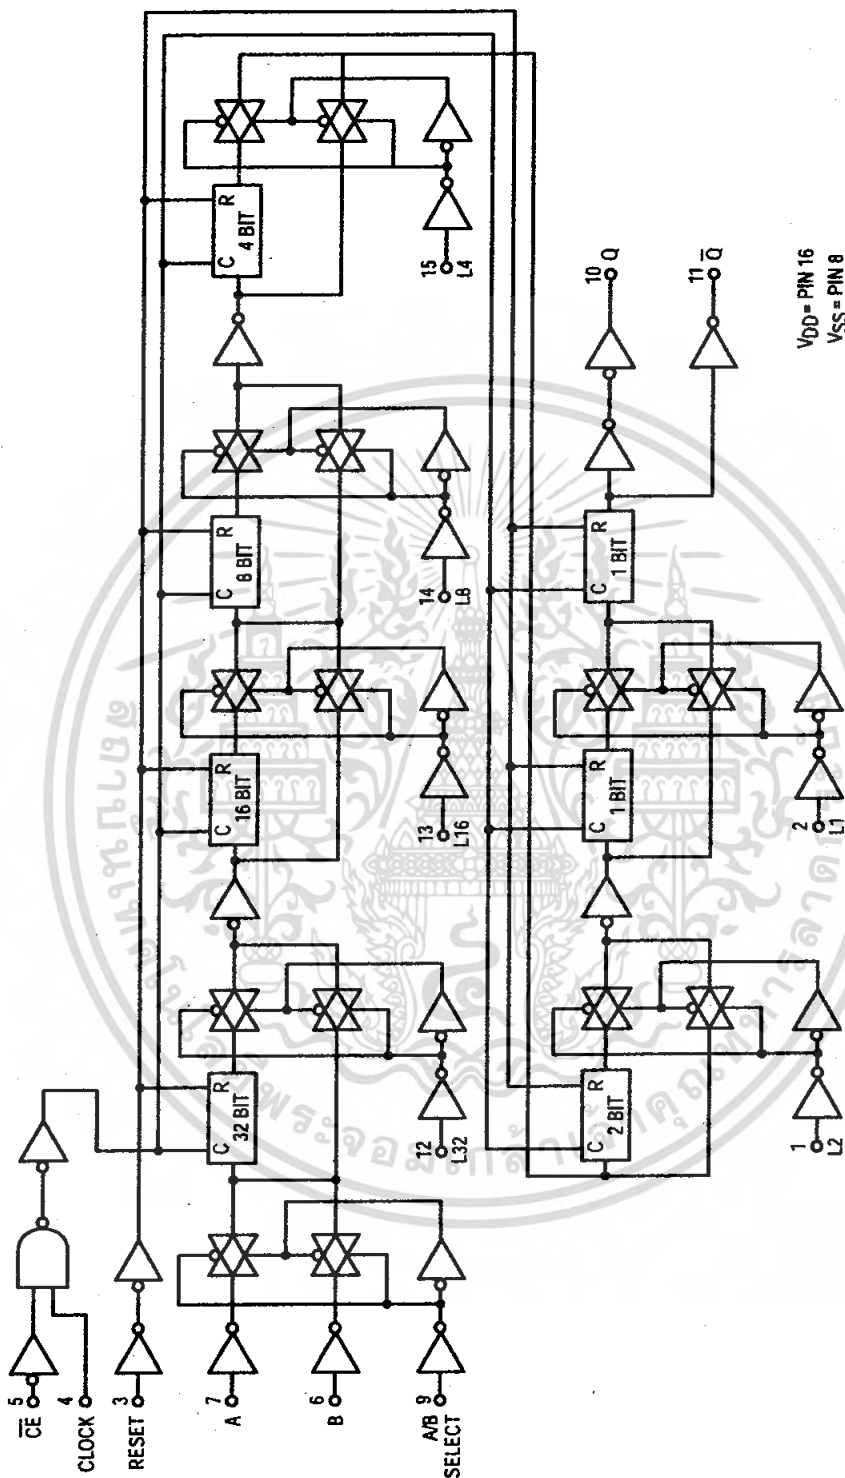 5
CE
4
CLOCK
3
RESET
7
A
6
B
9
A/B
SELECT
C
R
32 BIT
12
L32
C
R
16 BIT
13
L16
C
R
8 BIT
14
L8
C
R
4 BIT
15
L4
C
R
2 BIT
1
L2
C
R
1 BIT
2
L1
C
R
1 BIT
10
Q
11
Q̅
VDD = PIN 16
VSS = PIN 8